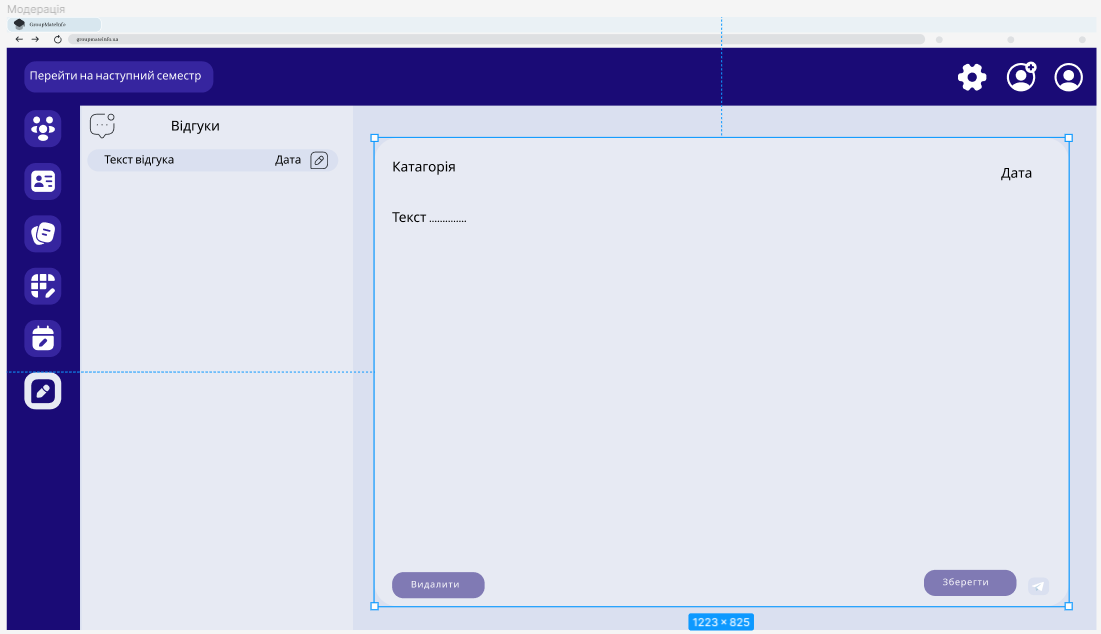 Модерація
GroupMateInfo
groupmateinfo.ua
Перейти на наступний семестр
Відгуки
Текст відгука Дата
Катагорія
Дата
Текст ..............
Видалити
Зберегти
1223 × 825